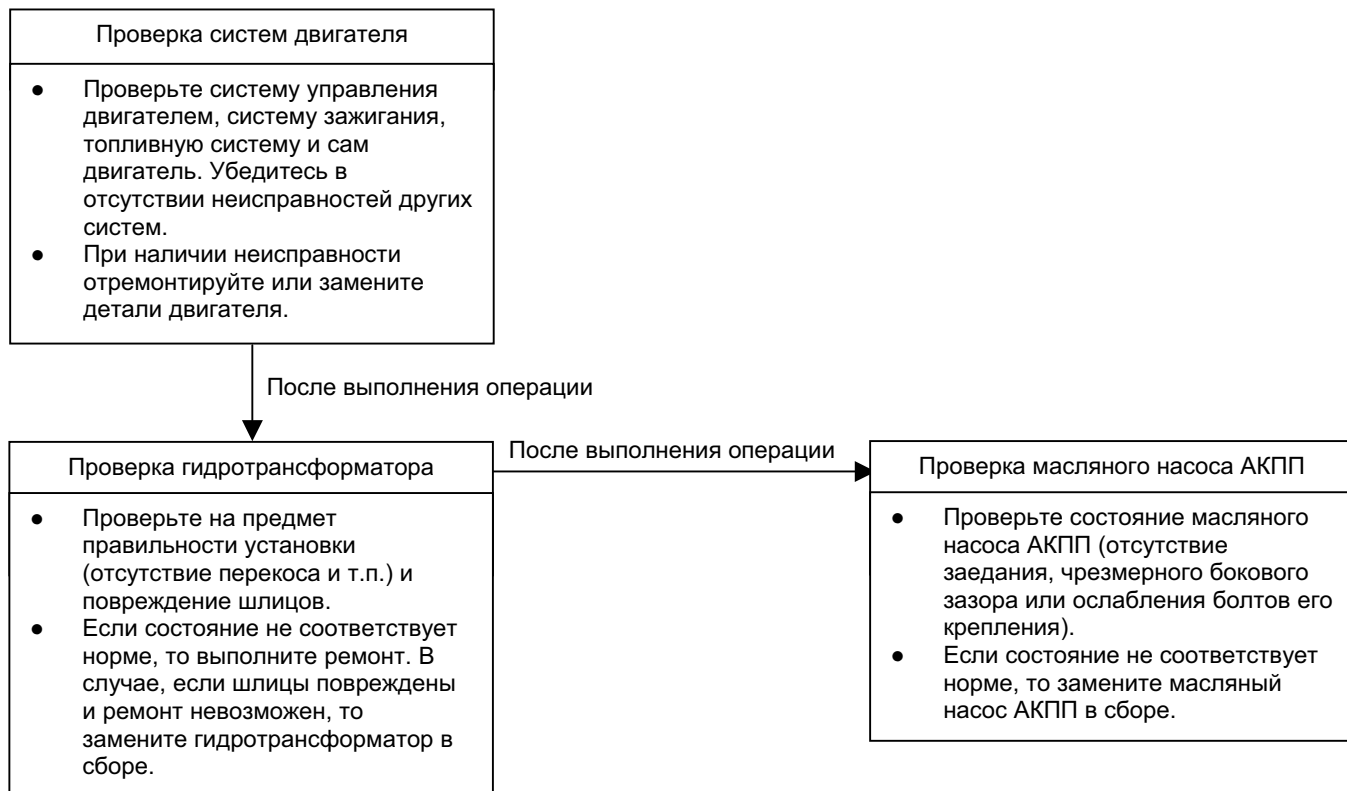 Проверка систем двигателя
● Проверьте систему управления
двигателем, систему зажигания,
топливную систему и сам
двигатель. Убедитесь в
отсутствии неисправностей других
систем.
● При наличии неисправности
отремонтируйте или замените
детали двигателя.
После выполнения операции
Проверка гидротрансформатора
● Проверьте на предмет
правильности установки
(отсутствие перекоса и т.п.) и
повреждение шлицов.
● Если состояние не соответствует
норме, то выполните ремонт. В
случае, если шлицы повреждены
и ремонт невозможен, то
замените гидротрансформатор в
сборе.
После выполнения операции
Проверка масляного насоса АКПП
● Проверьте состояние масляного
насоса АКПП (отсутствие
заедания, чрезмерного бокового
зазора или ослабления болтов его
крепления).
● Если состояние не соответствует
норме, то замените масляный
насос АКПП в сборе.